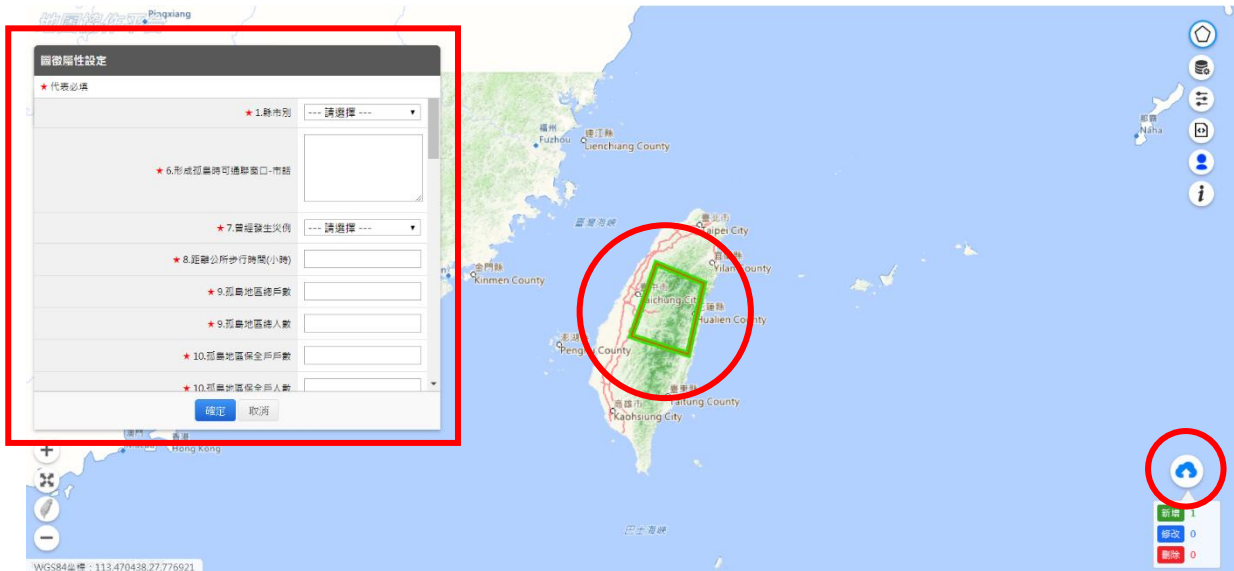 地圖操作平台
Pingxiang
圖徵屬性設定
★ 代表必填
★ 1.縣市別 --- 請選擇 ---
★ 6.形成孤島時可通聯窗口-市話
★ 7.曾經發生災例 --- 請選擇 ---
★ 8.距離公所步行時間(小時)
★ 9.孤島地區總戶數
★ 9.孤島地區總人數
★ 10.孤島地區保全戶戶數
★ 10.孤島地區保全戶人數
確定 取消
福州
Fuzhou
連江縣
Lienchiang County
那霸
Naha
臺灣海峽
臺北市
Taipei City
宜蘭縣
Yilan County
金門縣
Kinmen County
臺中市
Taichung City
花蓮縣
Hualien County
澎湖
Penghu County
臺東縣
Taitung County
高雄市
Kaohsiung City
澳門
香港
Hong Kong
巴士海峽
新增 1
修改 0
刪除 0
WGS84坐標：113.470438,27.776921